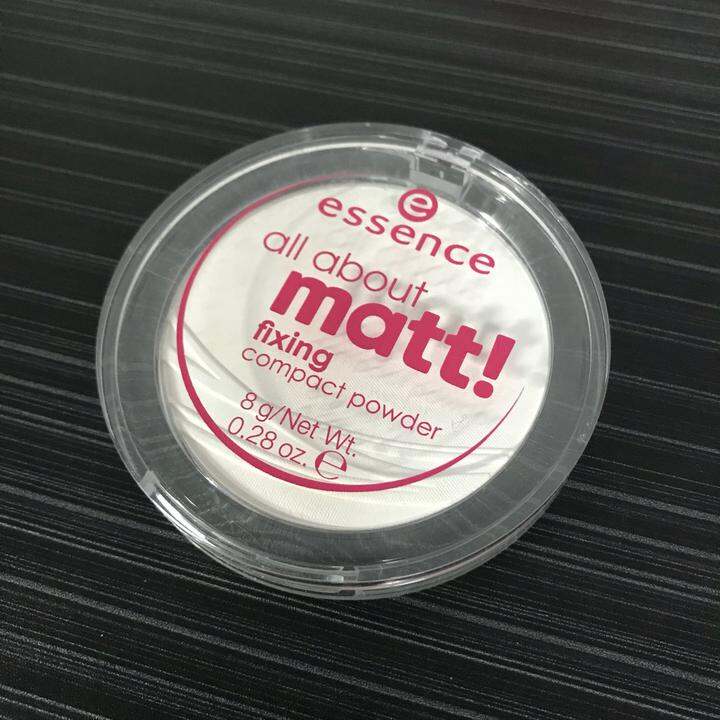 e
essence
all about
matt!
fixing
compact powder
8 g/Net Wt.
0.28 oz. ℮